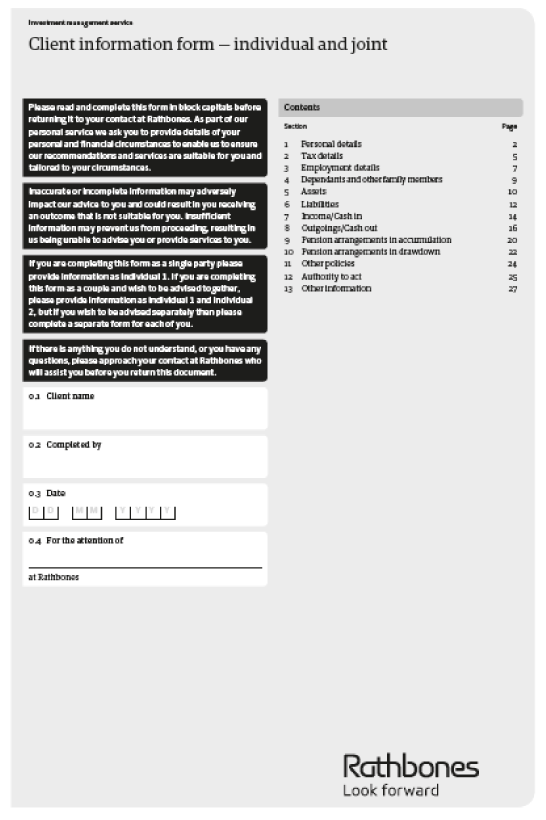 Investment management service
Client information form – individual and joint
Please read and complete this form in block capitals before
returning it to your contact at Rathbones. As part of our
personal service we ask you to provide details of your
personal and financial circumstances to enable us to ensure
our recommendations and services are suitable for you and
tailored to your circumstances.
Inaccurate or incomplete information may adversely
impact our advice to you and could result in you receiving
an outcome that is not suitable for you. Insufficient
information may prevent us from proceeding, resulting in
us being unable to advise you or provide services to you.
If you are completing this form as a single party please
provide information as Individual 1. If you are completing
this form as a couple and wish to be advised together,
please provide information as Individual 1 and Individual
2, but if you wish to be advised separately then please
complete a separate form for each of you.
If there is anything you do not understand, or you have any
questions, please approach your contact at Rathbones who
will assist you before you return this document.
0.1 Client name
0.2 Completed by
0.3 Date
D D M M Y Y Y Y
0.4 For the attention of
at Rathbones
Contents
Section Page
1 Personal details 2
2 Tax details 5
3 Employment details 7
4 Dependants and other family members 9
5 Assets 10
6 Liabilities 12
7 Income/Cash in 14
8 Outgoings/Cash out 16
9 Pension arrangements in accumulation 20
10 Pension arrangements in drawdown 22
11 Other policies 24
12 Authority to act 25
13 Other information 27
Rathbones
Look forward